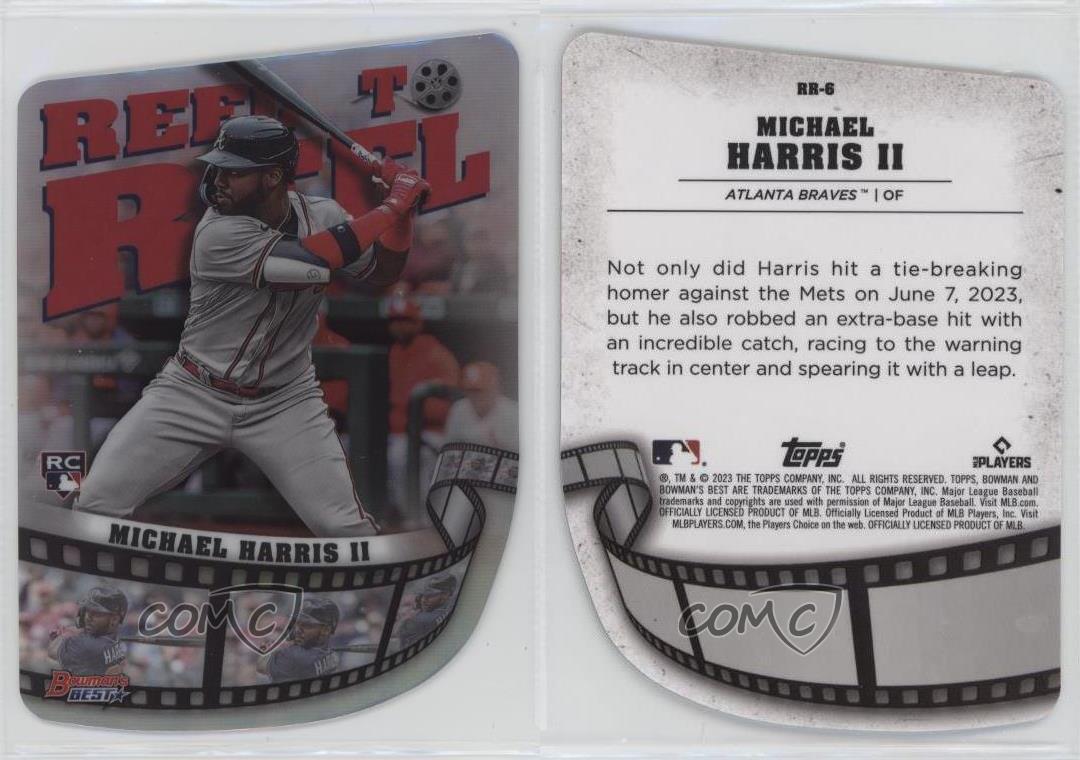 REEL TO
REEL
RC
MICHAEL HARRIS II
COMC
Bowman's
BEST
RR-6
MICHAEL
HARRIS II
ATLANTA BRAVES™ | OF
Not only did Harris hit a tie-breaking
homer against the Mets on June 7, 2023,
but he also robbed an extra-base hit with
an incredible catch, racing to the warning
track in center and spearing it with a leap.
Topps
MLB PLAYERS
®, TM & © 2023 THE TOPPS COMPANY, INC. ALL RIGHTS RESERVED. TOPPS, BOWMAN AND
BOWMAN'S BEST ARE TRADEMARKS OF THE TOPPS COMPANY, INC. Major League Baseball
trademarks and copyrights are used with permission of Major League Baseball. Visit MLB.com.
OFFICIALLY LICENSED PRODUCT OF MLB. Officially Licensed Product of MLB Players, Inc. Visit
MLBPLAYERS.COM, the Players Choice on the web. OFFICIALLY LICENSED PRODUCT OF MLB.
COMC